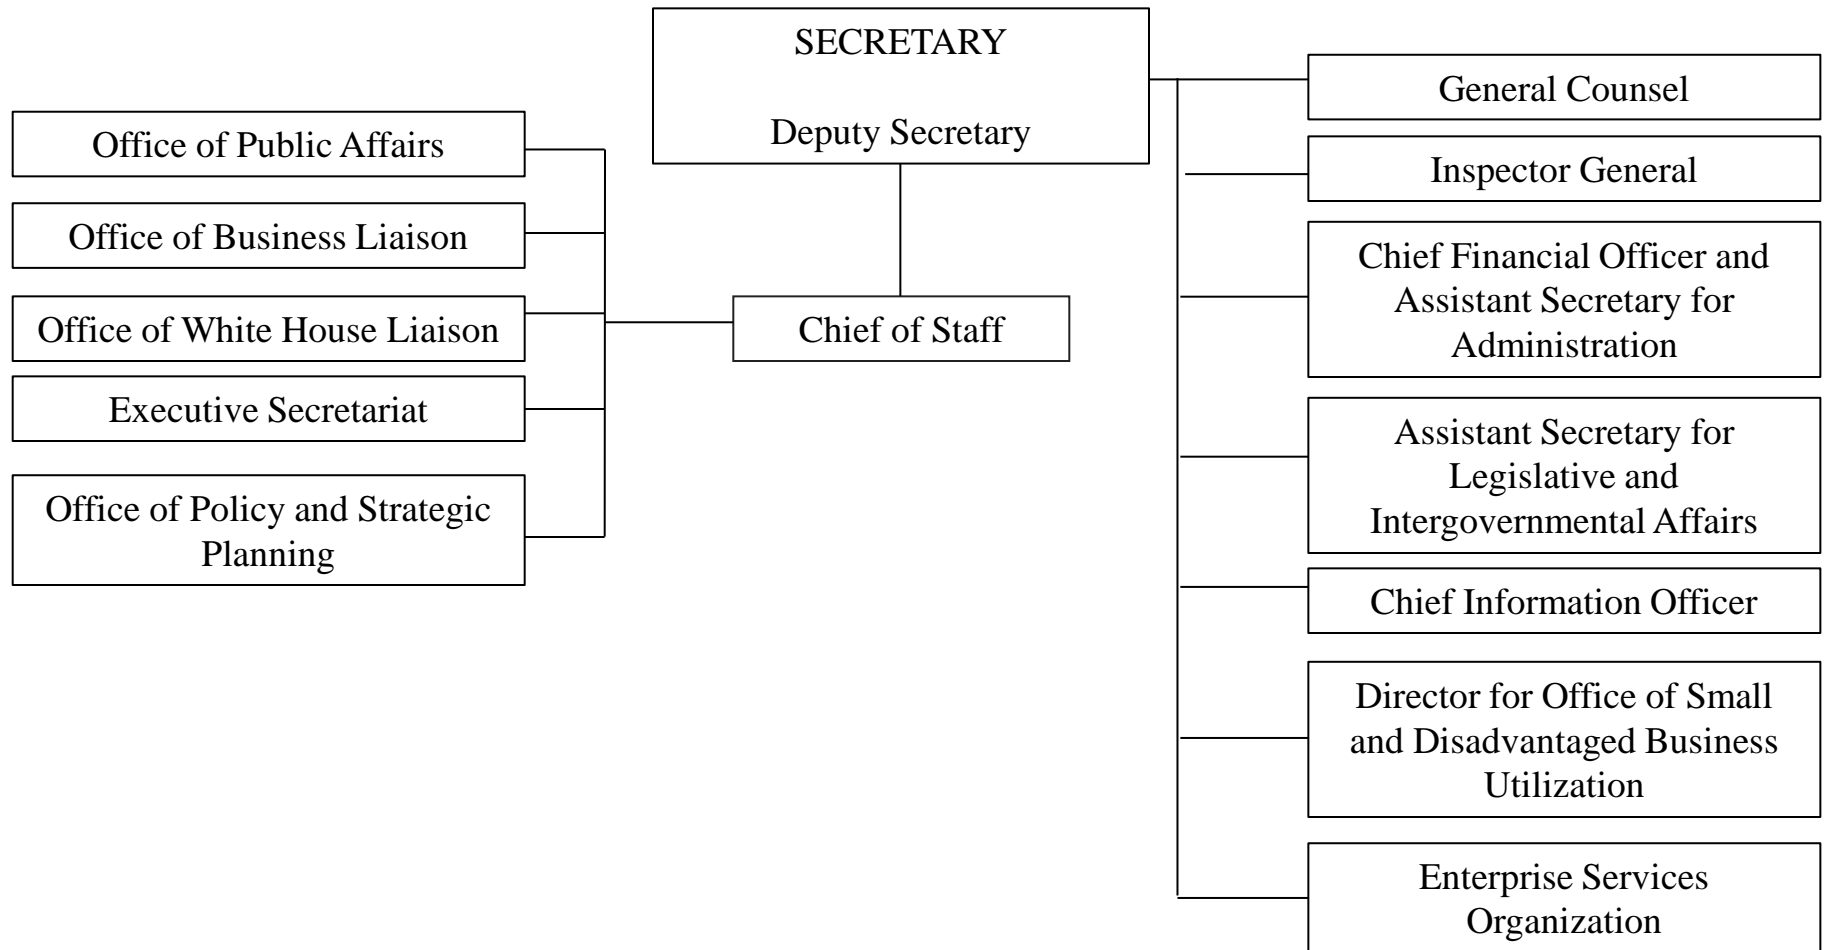 SECRETARY
Deputy Secretary
Office of Public Affairs
Office of Business Liaison
Office of White House Liaison
Executive Secretariat
Office of Policy and Strategic
Planning
Chief of Staff
General Counsel
Inspector General
Chief Financial Officer and
Assistant Secretary for
Administration
Assistant Secretary for
Legislative and
Intergovernmental Affairs
Chief Information Officer
Director for Office of Small
and Disadvantaged Business
Utilization
Enterprise Services
Organization